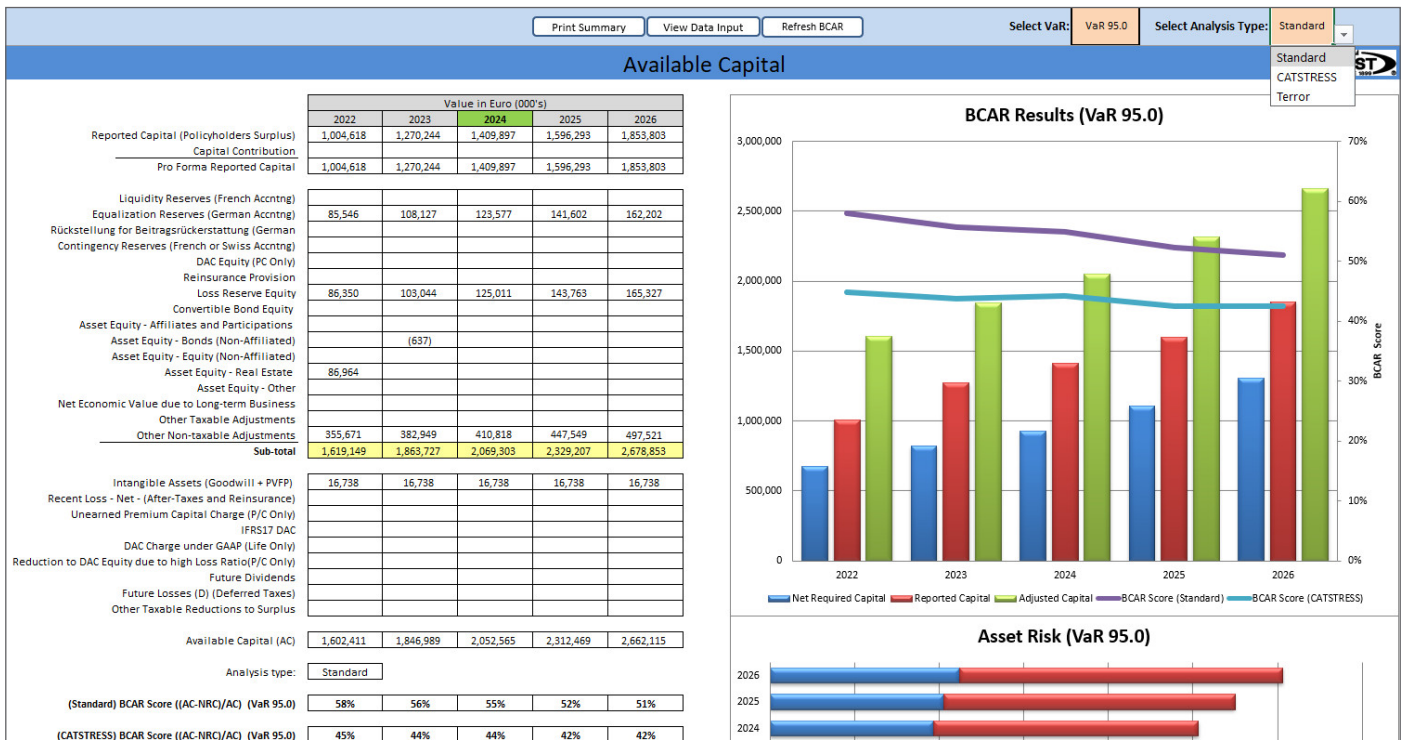 Print Summary View Data Input Refresh BCAR Select VaR: VaR 95.0 Select Analysis Type: Standard
Standard
CATSTRESS
Terror
ST
1899
Available Capital
Value in Euro (000's)
2022 2023 2024 2025 2026
Reported Capital (Policyholders Surplus) 1,004,618 1,270,244 1,409,897 1,596,293 1,853,803
Capital Contribution
Pro Forma Reported Capital 1,004,618 1,270,244 1,409,897 1,596,293 1,853,803
Liquidity Reserves (French Accntng)
Equalization Reserves (German Accntng) 85,546 108,127 123,577 141,602 162,202
Rückstellung für Beitragsrückerstattung (German
Contingency Reserves (French or Swiss Accntng)
DAC Equity (PC Only)
Reinsurance Provision
Loss Reserve Equity 86,350 103,044 125,011 143,763 165,327
Convertible Bond Equity
Asset Equity - Affiliates and Participations
Asset Equity - Bonds (Non-Affiliated) (637)
Asset Equity - Equity (Non-Affiliated)
Asset Equity - Real Estate 86,964
Asset Equity - Other
Net Economic Value due to Long-term Business
Other Taxable Adjustments
Other Non-taxable Adjustments 355,671 382,949 410,818 447,549 497,521
Sub-total 1,619,149 1,863,727 2,069,303 2,329,207 2,678,853
Intangible Assets (Goodwill + PVFP) 16,738 16,738 16,738 16,738 16,738
Recent Loss - Net - (After-Taxes and Reinsurance)
Unearned Premium Capital Charge (P/C Only)
IFRS17 DAC
DAC Charge under GAAP (Life Only)
Reduction to DAC Equity due to high Loss Ratio(P/C Only)
Future Dividends
Future Losses (D) (Deferred Taxes)
Other Taxable Reductions to Surplus
Available Capital (AC) 1,602,411 1,846,989 2,052,565 2,312,469 2,662,115
Analysis type: Standard
(Standard) BCAR Score ((AC-NRC)/AC) (VaR 95.0) 58% 56% 55% 52% 51%
(CATSTRESS) BCAR Score ((AC-NRC)/AC) (VaR 95.0) 45% 44% 44% 42% 42%
BCAR Results (VaR 95.0)
3,000,000 70%
60%
2,500,000
50%
2,000,000
40%
1,500,000
30%
1,000,000
20%
500,000
10%
0 0%
BCAR Score
2022 2023 2024 2025 2026
Net Required Capital Reported Capital Adjusted Capital BCAR Score (Standard) BCAR Score (CATSTRESS)
Asset Risk (VaR 95.0)
2026
2025
2024